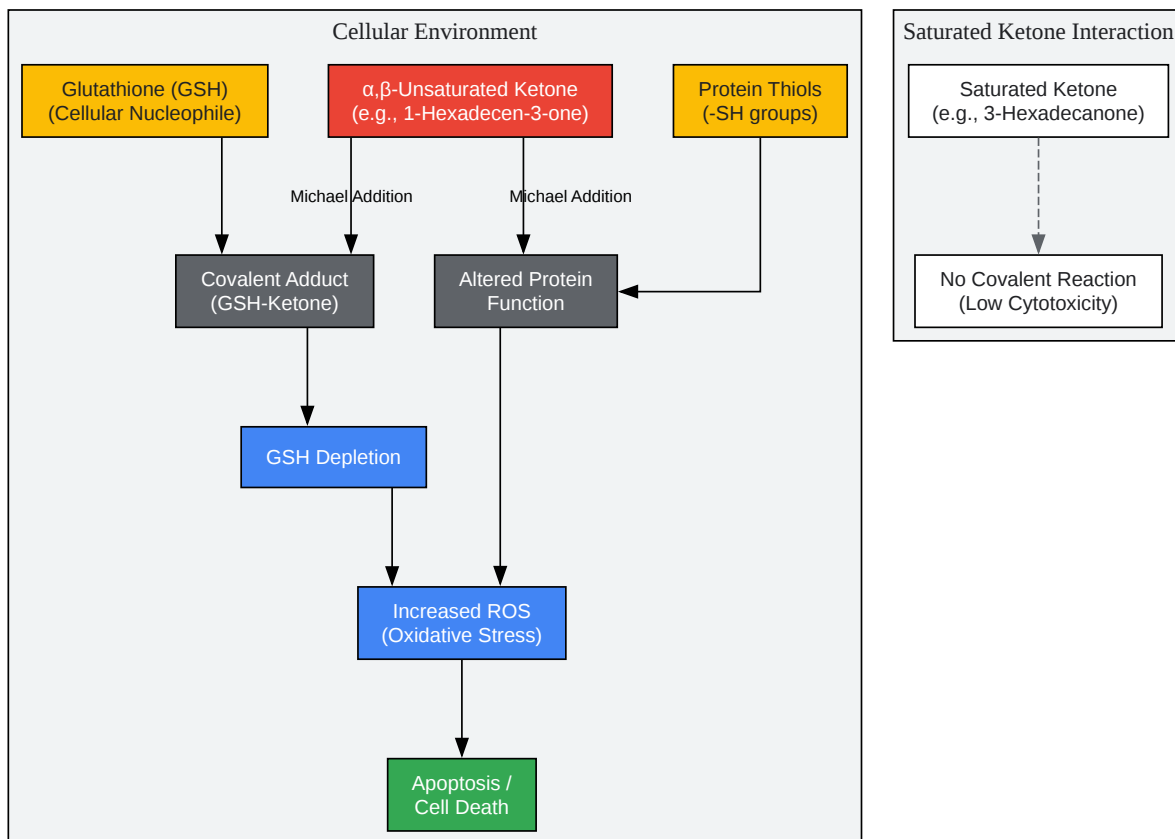 Cellular Environment
Glutathione (GSH)
(Cellular Nucleophile)
α,β-Unsaturated Ketone
(e.g., 1-Hexadecen-3-one)
Protein Thiols
(-SH groups)
Michael Addition
Michael Addition
Covalent Adduct
(GSH-Ketone)
Altered Protein
Function
GSH Depletion
Increased ROS
(Oxidative Stress)
Apoptosis /
Cell Death
Saturated Ketone Interaction
Saturated Ketone
(e.g., 3-Hexadecanone)
No Covalent Reaction
(Low Cytotoxicity)